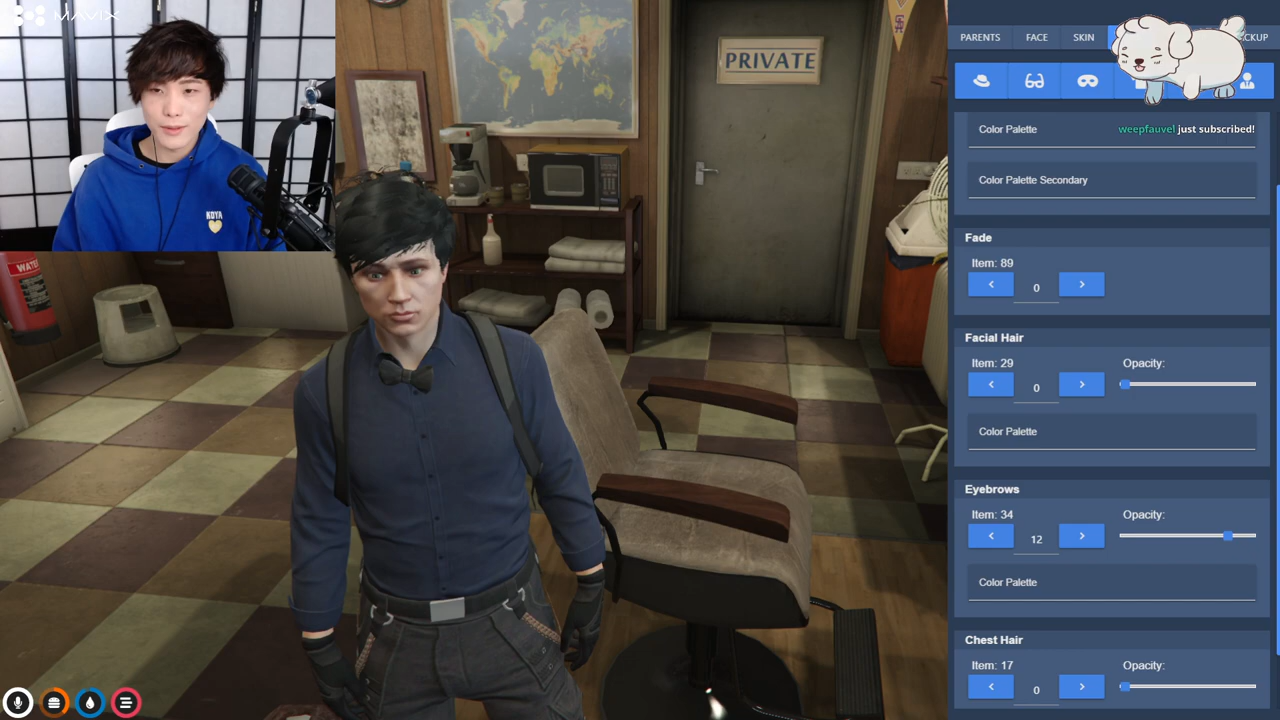 MAVIX
KOYA
WATE
PRIVATE
PARENTS FACE SKIN CKUP
weepfauvel just subscribed!
Color Palette
Color Palette Secondary
Fade
Item: 89
0
Facial Hair
Item: 29 Opacity:
0
Color Palette
Eyebrows
Item: 34 Opacity:
12
Color Palette
Chest Hair
Item: 17 Opacity:
0